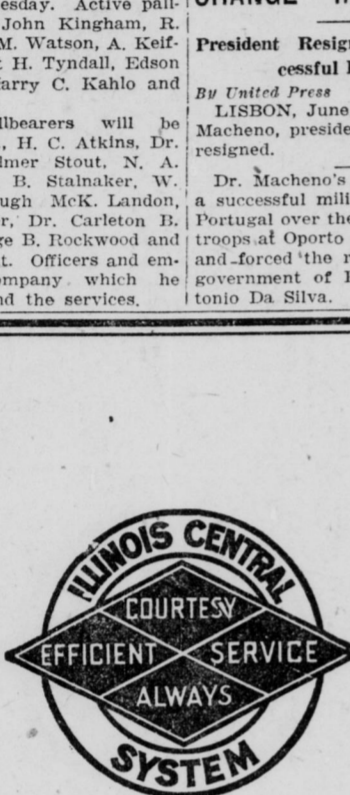 esday. Active pall-
John Kingham, R.
M. Watson, A. Keif-
H. Tyndall, Edson
arry C. Kahlo and
llbearers will be
, H. C. Atkins, Dr.
lmer Stout, N. A.
B. Stalnaker, W.
ugh McK. Landon,
r, Dr. Carleton B.
ge B. Rockwood and
t. Officers and em-
ompany which he
nd the services.
CHANGE
President Resig
cessful
By United Press
LISBON, June
Macheno, preside
resigned.
Dr. Macheno's
a successful mili
Portugal over the
troops at Oporto
and forced the r
government of
tonio Da Silva.
ILLINOIS CENTRAL
COURTESY
EFFICIENT SERVICE
ALWAYS
SYSTEM